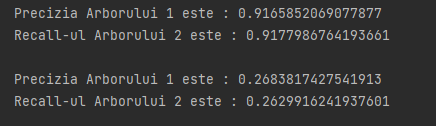 Precizia Arborului 1 este : 0.9165852069077877
Recall-ul Arborului 2 este : 0.9177986764193661
Precizia Arborului 1 este : 0.2683817427541913
Recall-ul Arborului 2 este : 0.2629916241937601